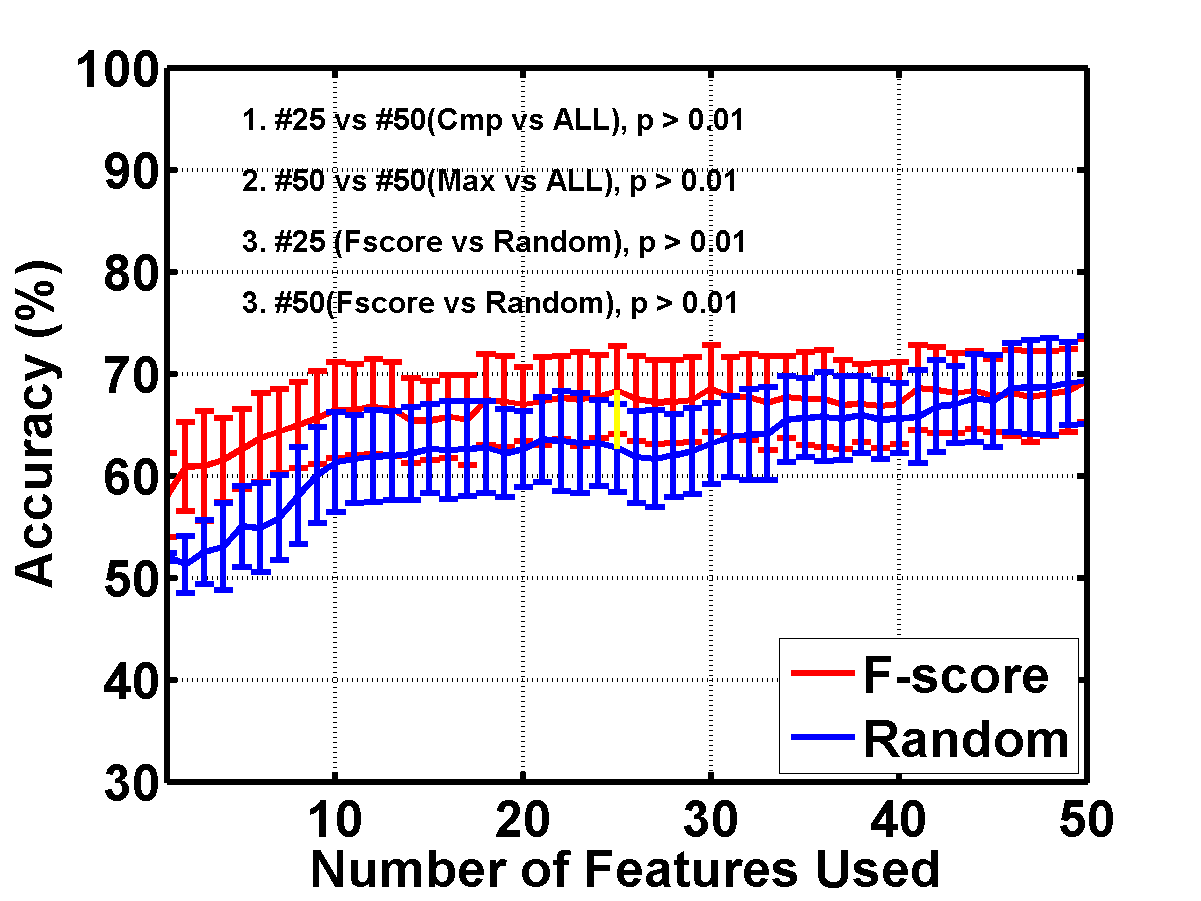 100
1. #25 vs #50(Cmp vs ALL), p > 0.01
90
2. #50 vs #50(Max vs ALL), p > 0.01
3. #25 (Fscore vs Random), p > 0.01
80
3. #50(Fscore vs Random), p > 0.01
70
60
50
40
30
Accuracy (%)
F-score
Random
10 20 30 40 50
Number of Features Used